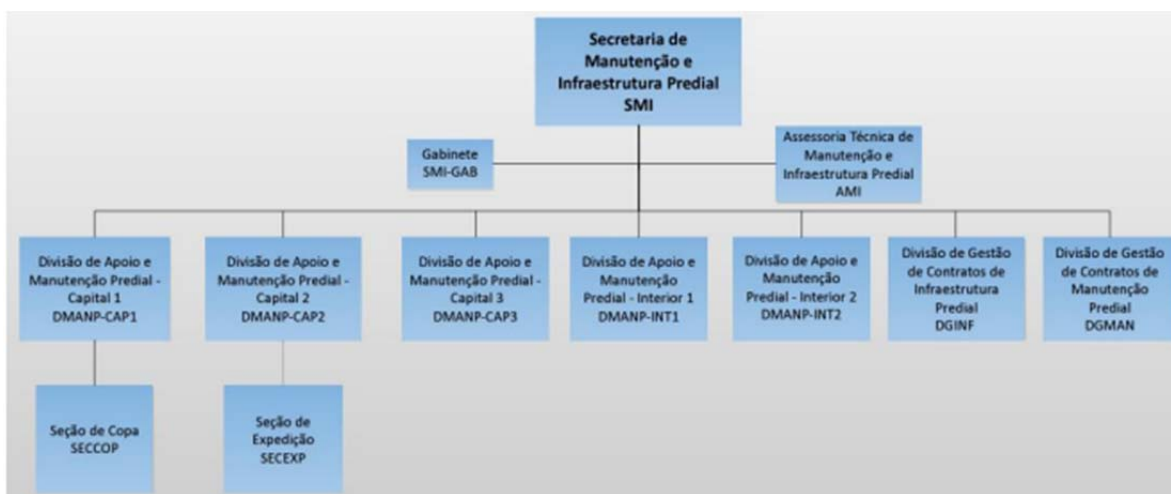 Secretaria de
Manutenção e
Infraestrutura Predial
SMI
Gabinete
SMI-GAB
Assessoria Técnica de
Manutenção e
Infraestrutura Predial
AMI
Divisão de Apoio e
Manutenção Predial -
Capital 1
DMANP-CAP1
Divisão de Apoio e
Manutenção Predial -
Capital 2
DMANP-CAP2
Divisão de Apoio e
Manutenção Predial -
Capital 3
DMANP-CAP3
Divisão de Apoio e
Manutenção
Predial - Interior 1
DMANP-INT1
Divisão de Apoio e
Manutenção
Predial - Interior 2
DMANP-INT2
Divisão de Gestão
de Contratos de
Infraestrutura
Predial
DGINF
Divisão de Gestão
de Contratos de
Manutenção
Predial
DGMAN
Seção de Copa
SECCOP
Seção de
Expedição
SECEXP